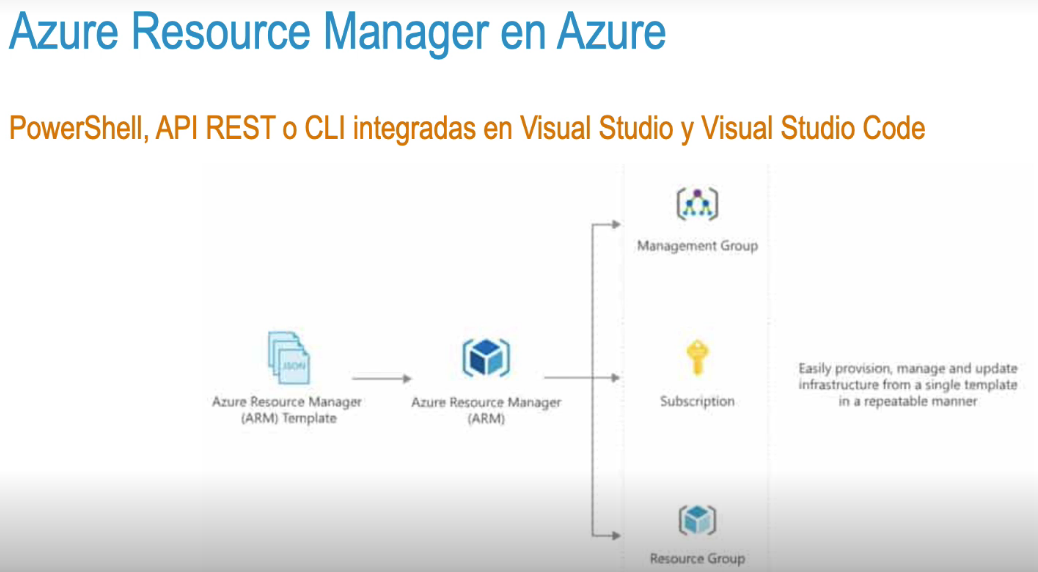 Azure Resource Manager en Azure
PowerShell, API REST o CLI integradas en Visual Studio y Visual Studio Code
Management Group
JSON
Azure Resource Manager
(ARM) Template
Azure Resource Manager
(ARM)
Subscription
Easily provision, manage and update
infrastructure from a single template
in a repeatable manner
Resource Group